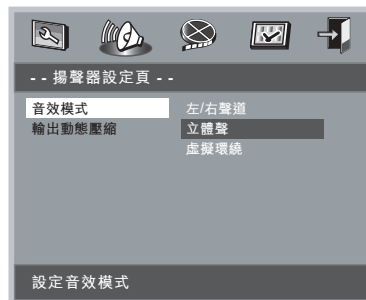 - - 揚聲器設定頁 - -
音效模式
左/右聲道
輸出動態壓縮
立體聲
虛擬環繞
設定音效模式